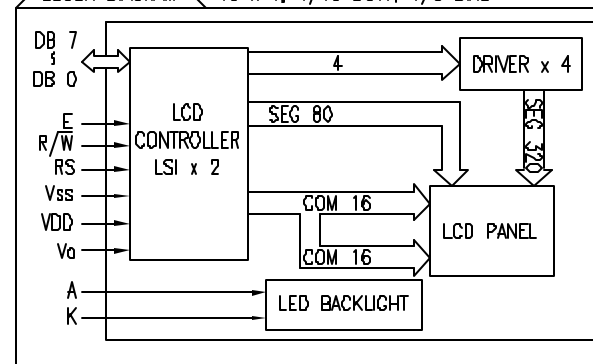 DB 7
DB 0
E
R/W̅
RS
Vss
VDD
Vo
A
K
LCD
CONTROLLER
LSI x 2
4
DRIVER x 4
SEG 80
SEG 320
COM 16
COM 16
LCD PANEL
LED BACKLIGHT